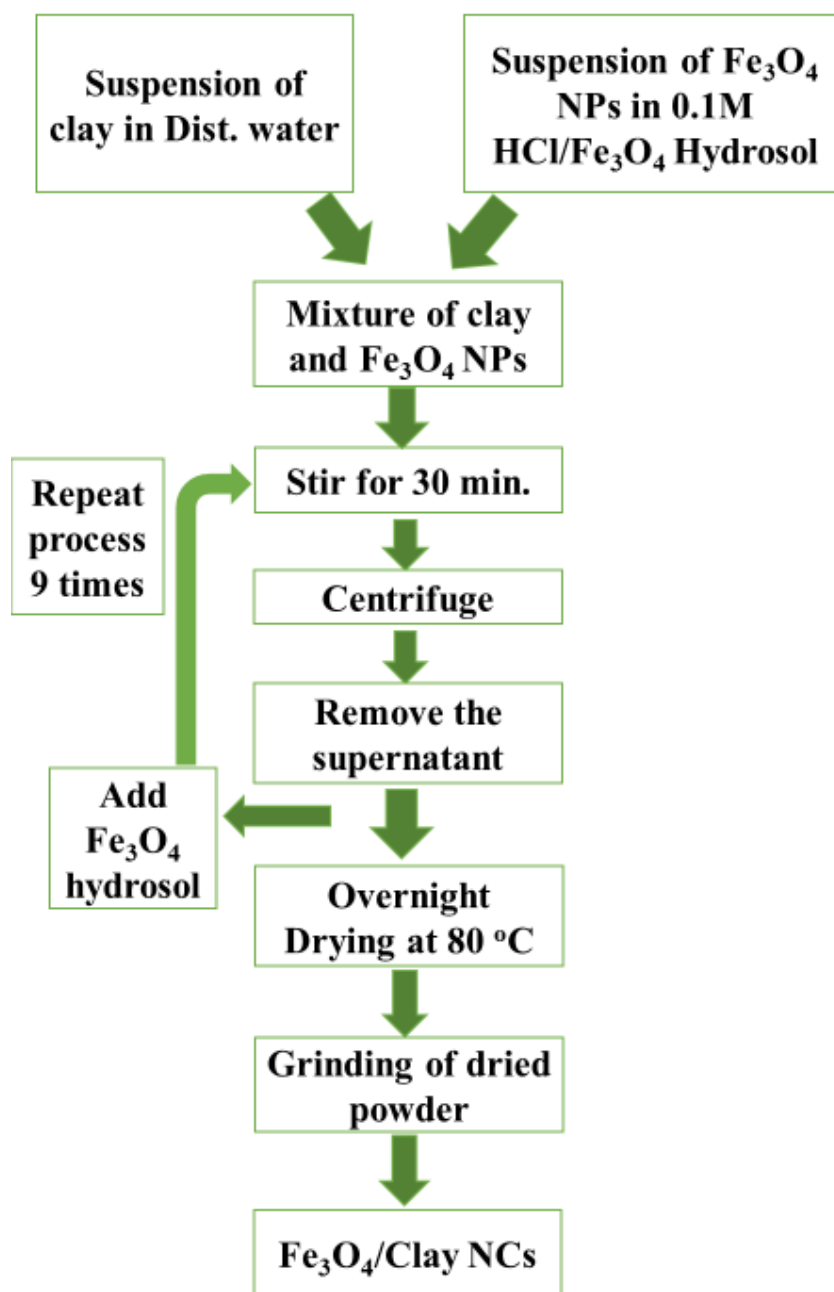 Suspension of
clay in Dist. water
Suspension of Fe₃O₄
NPs in 0.1M
HCl/Fe₃O₄ Hydrosol
Mixture of clay
and Fe₃O₄ NPs
Stir for 30 min.
Repeat
process
9 times
Centrifuge
Remove the
supernatant
Add
Fe₃O₄
hydrosol
Overnight
Drying at 80 ᵒC
Grinding of dried
powder
Fe₃O₄/Clay NCs